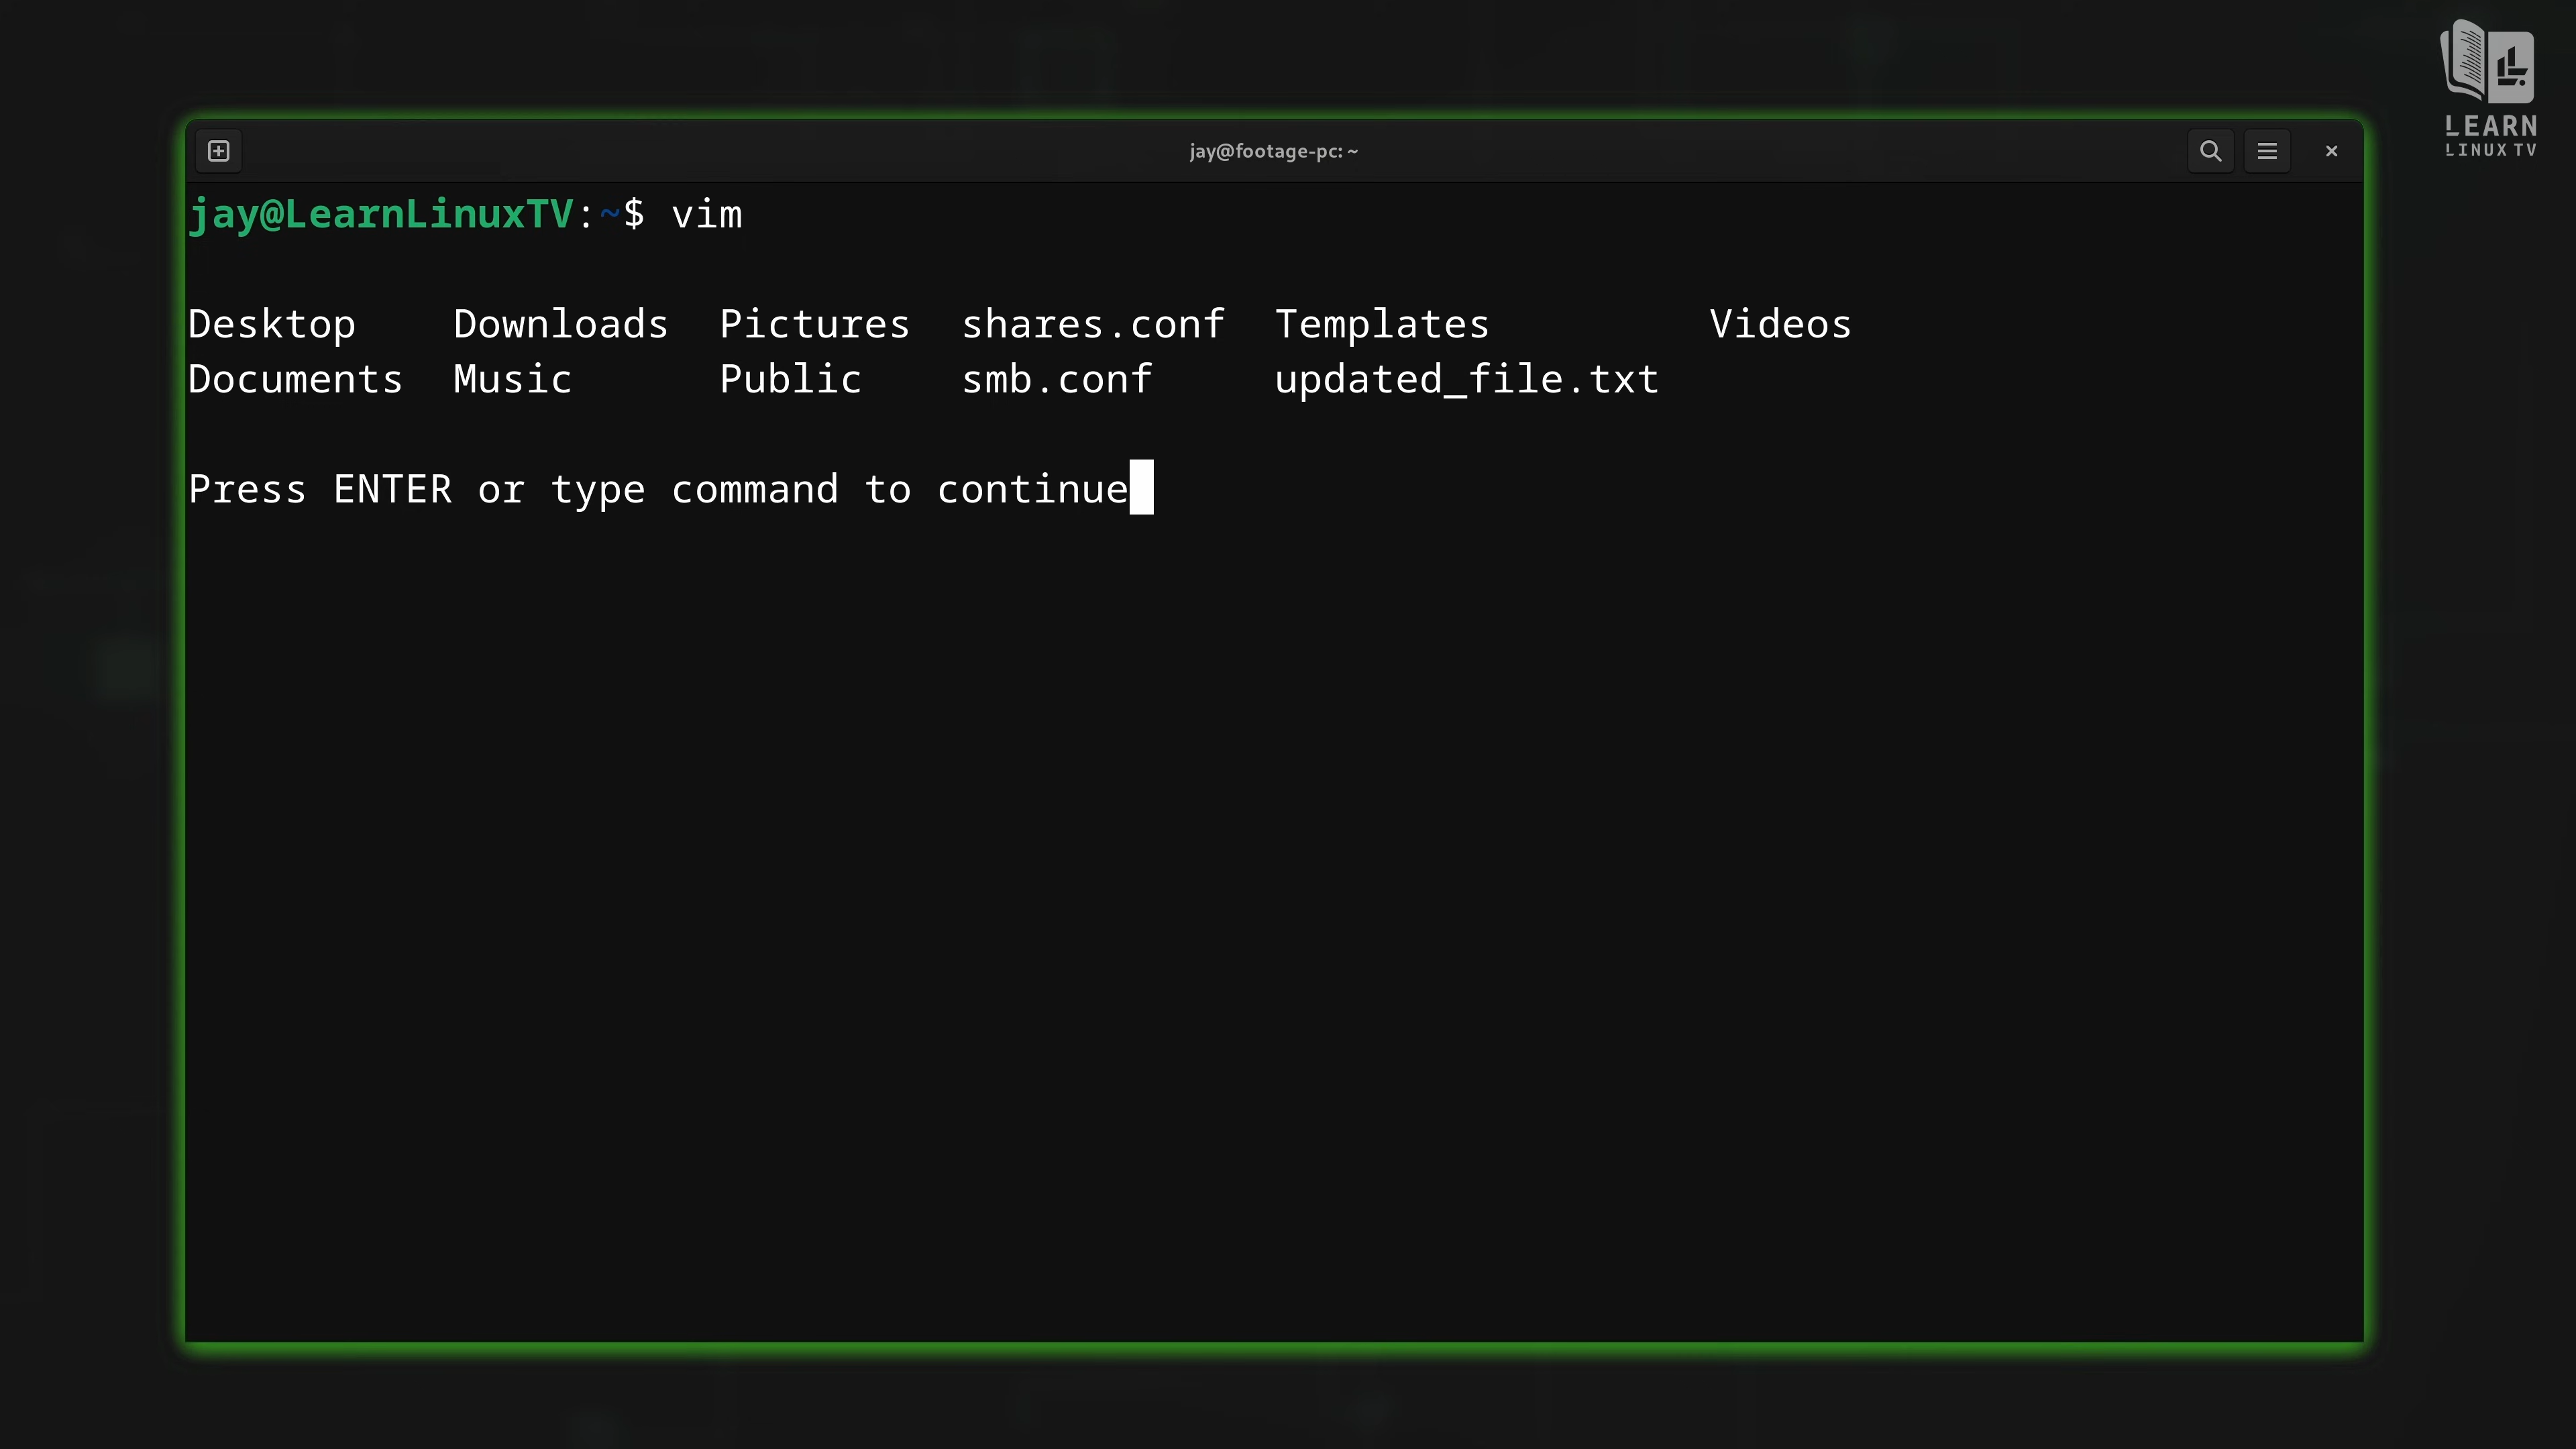 jay@footage-pc: ~
LEARN
LINUX TV
jay@LearnLinuxTV:~$ vim
Desktop    Downloads  Pictures  shares.conf  Templates         Videos
Documents  Music      Public    smb.conf     updated_file.txt
Press ENTER or type command to continue